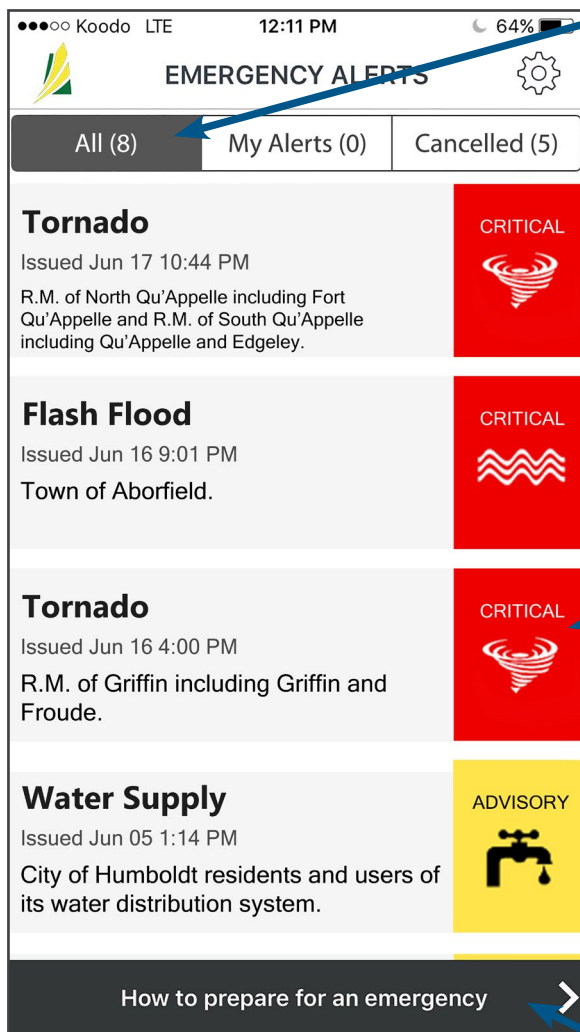 Koodo LTE 12:11 PM 64%
EMERGENCY ALERTS
All (8) My Alerts (0) Cancelled (5)
Tornado
CRITICAL
Issued Jun 17 10:44 PM
R.M. of North Qu'Appelle including Fort
Qu'Appelle and R.M. of South Qu'Appelle
including Qu'Appelle and Edgeley.
Flash Flood
CRITICAL
Issued Jun 16 9:01 PM
Town of Aborfield.
Tornado
CRITICAL
Issued Jun 16 4:00 PM
R.M. of Griffin including Griffin and
Froude.
Water Supply
ADVISORY
Issued Jun 05 1:14 PM
City of Humboldt residents and users of
its water distribution system.
How to prepare for an emergency